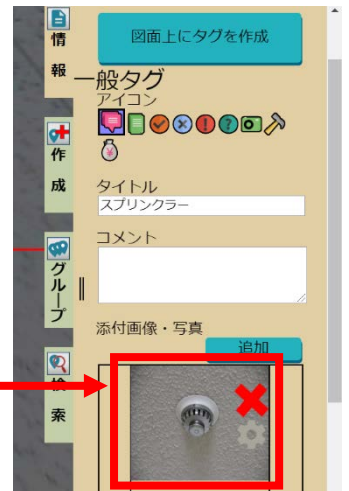 情報
図面上にタグを作成
一般タグ
アイコン
作成
タイトル
スプリンクラー
コメント
グループ
添付画像・写真
追加
検索